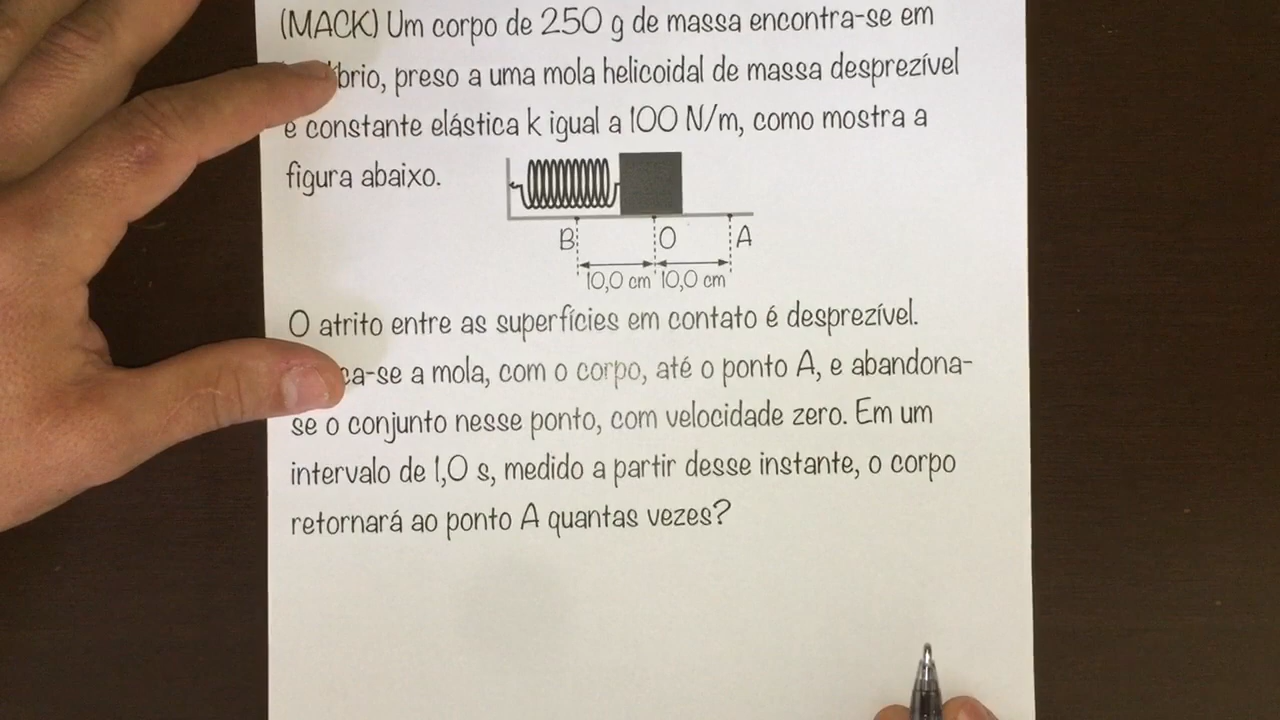 (MACK) Um corpo de 250 g de massa encontra-se em
brio, preso a uma mola helicoidal de massa desprezível
e constante elástica k igual a 100 N/m, como mostra a
figura abaixo.
B O A
10,0 cm 10,0 cm
O atrito entre as superfícies em contato é desprezível.
ca-se a mola, com o corpo, até o ponto A, e abandona-
se o conjunto nesse ponto, com velocidade zero. Em um
intervalo de 1,0 s, medido a partir desse instante, o corpo
retornará ao ponto A quantas vezes?